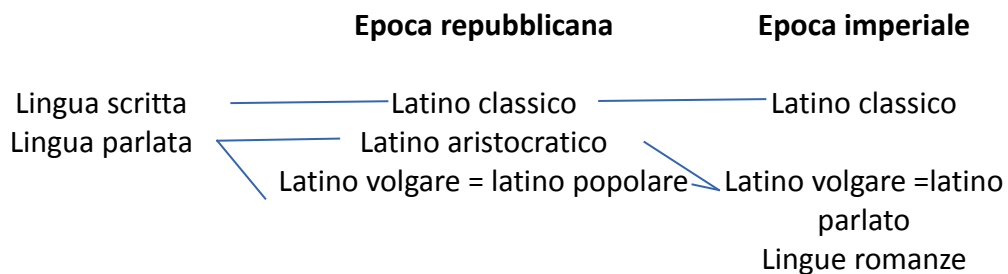 Epoca repubblicana Epoca imperiale
Lingua scritta Latino classico Latino classico
Lingua parlata Latino aristocratico
Latino volgare = latino popolare Latino volgare =latino
parlato
Lingue romanze